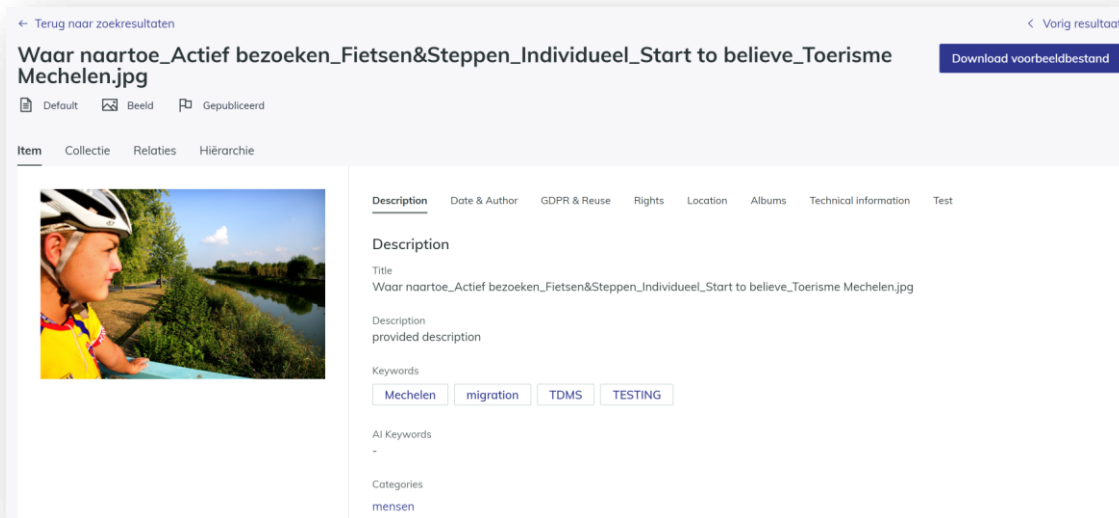 ← Terug naar zoekresultaten
< Vorig resultaat
Waar naartoe_Actief bezoeken_Fietsen&Steppen_Individueel_Start to believe_Toerisme
Mechelen.jpg
Download voorbeeldbestand
Default Beeld Gepubliceerd
Item Collectie Relaties Hiërarchie
Description Date & Author GDPR & Reuse Rights Location Albums Technical information Test
Description
Title
Waar naartoe_Actief bezoeken_Fietsen&Steppen_Individueel_Start to believe_Toerisme Mechelen.jpg
Description
provided description
Keywords
Mechelen migration TDMS TESTING
AI Keywords
-
Categories
mensen